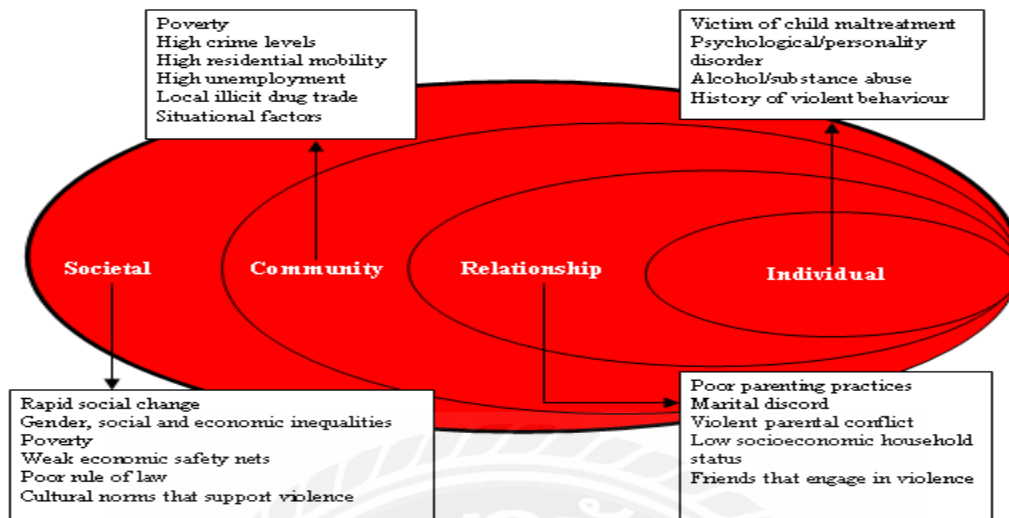 Poverty
High crime levels
High residential mobility
High unemployment
Local illicit drug trade
Situational factors
Victim of child maltreatment
Psychological/personality
disorder
Alcohol/substance abuse
History of violent behaviour
Societal
Community
Relationship
Individual
Rapid social change
Gender, social and economic inequalities
Poverty
Weak economic safety nets
Poor rule of law
Cultural norms that support violence
Poor parenting practices
Marital discord
Violent parental conflict
Low socioeconomic household
status
Friends that engage in violence